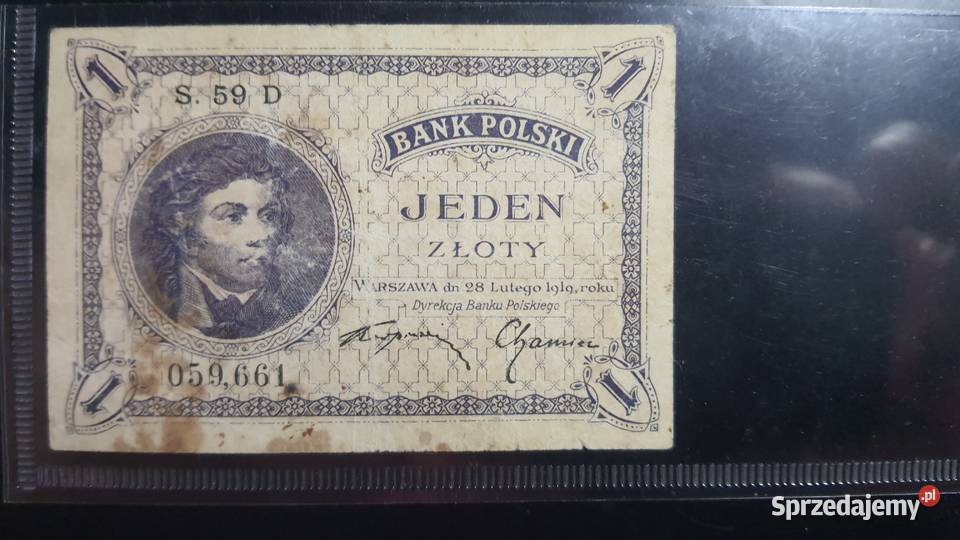 1
1
S. 59 D
BANK POLSKI
JEDEN
ZŁOTY
WARSZAWA dn 28 Lutego 1919, roku
Dyrekcja Banku Polskiego
Chamiec
059,661
1
1
Sprzedajemy.pl